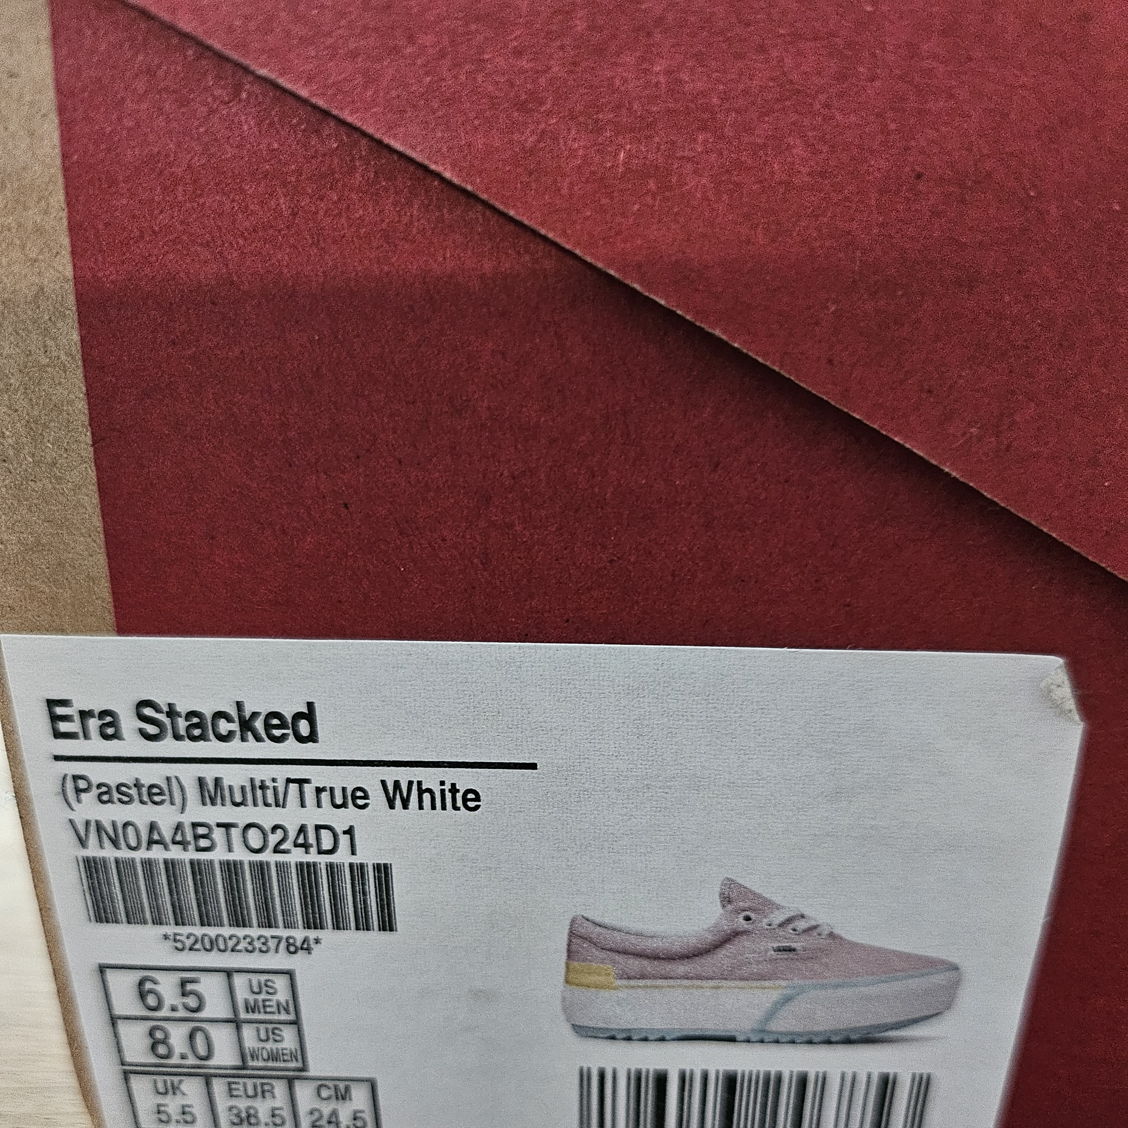 Era Stacked
(Pastel) Multi/True White
VN0A4BTO24D1
*5200233784*
6.5 US MEN
8.0 US WOMEN
UK EUR CM
5.5 38.5 24.5